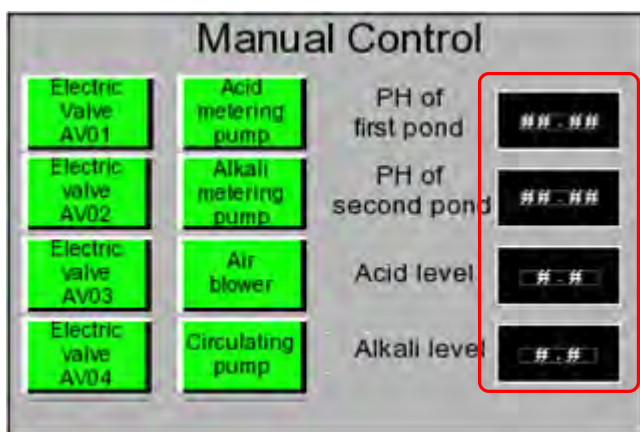 Manual Control
Electric
Valve
AV01
Acid
metering
pump
PH of
first pond
##.##
Electric
valve
AV02
Alkali
metering
pump
PH of
second pond
##.##
Electric
valve
AV03
Air
blower
Acid level
#.#
Electric
valve
AV04
Circulating
pump
Alkali level
#.#